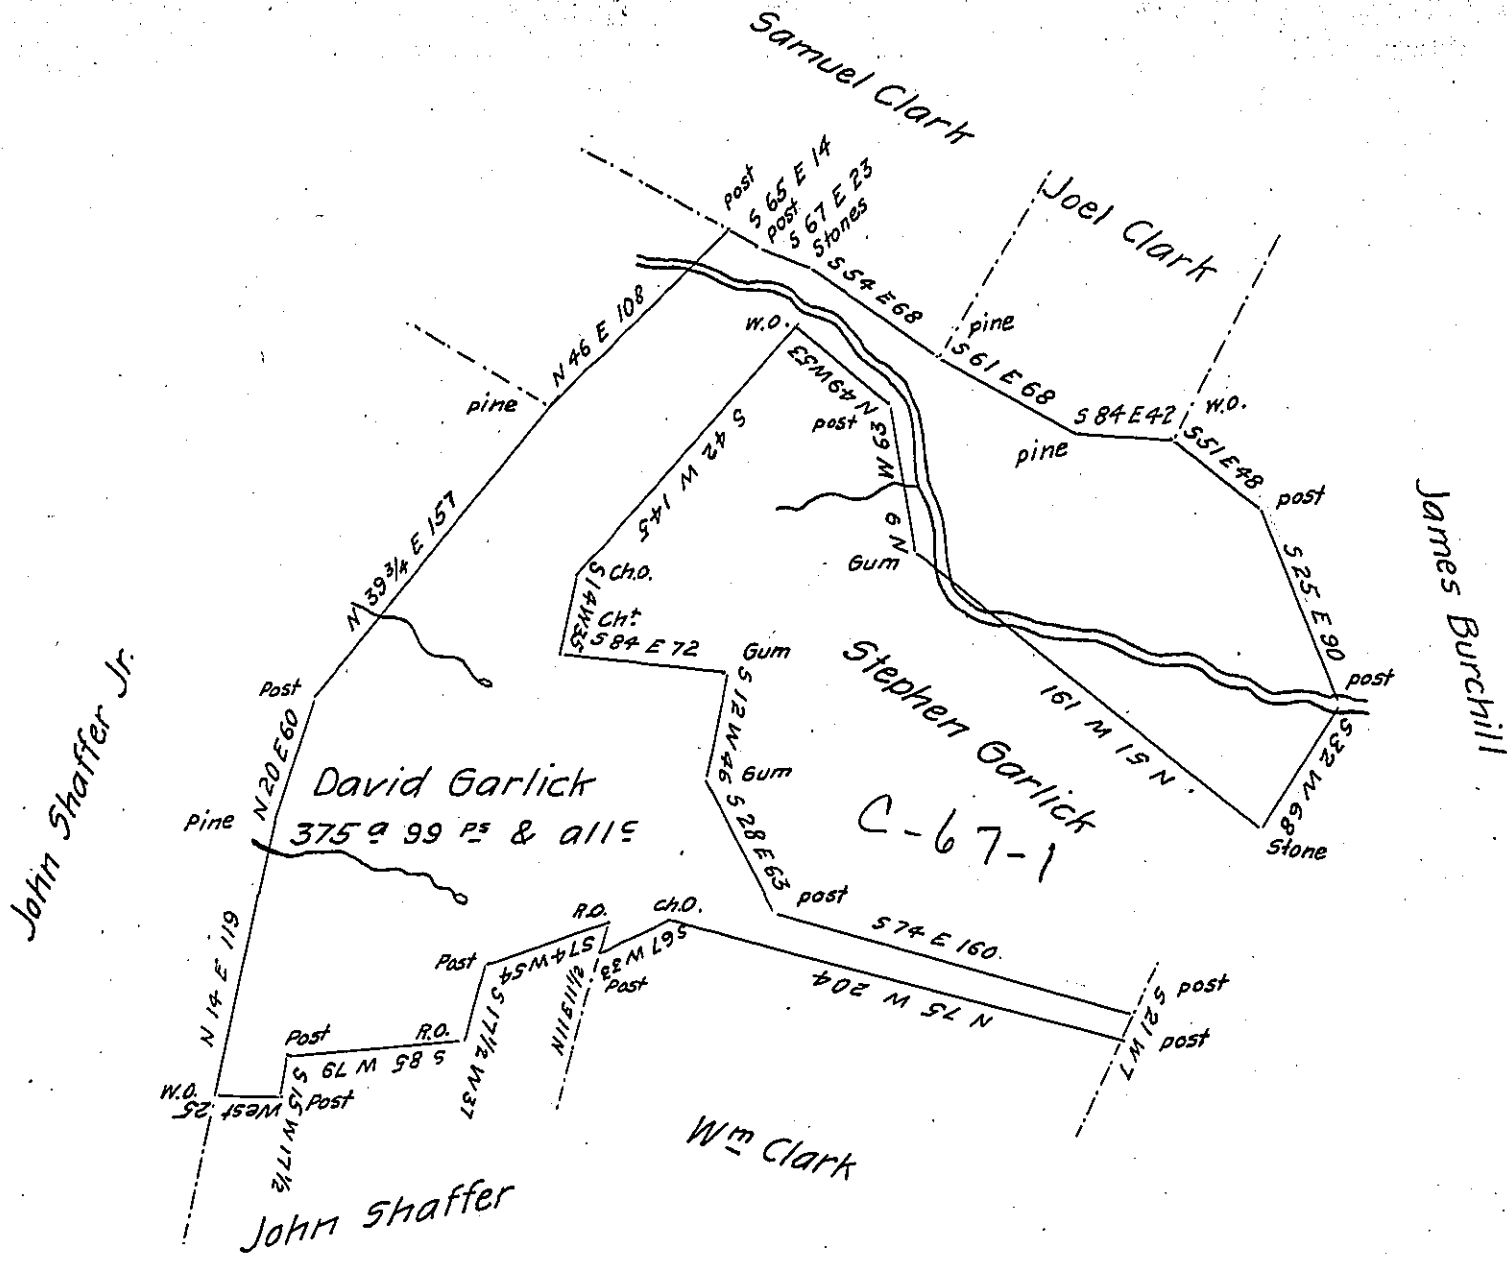 Samuel Clark
post
S 65 E 14
post
S 67 E 23
Stones
S 54 E 68
Joel Clark
pine
S 61 E 68
pine
S 84 E 42
W.O.
S 51 E 48
post
S 25 E 90
post
James Burchill
S 32 W 68
Stone
N 51 W 161
Gum
N 9 W 59
post
N 49 W 53
W.O.
S 42 W 145
Ch.O.
S 14 W 35
Cht
S 84 E 72
Gum
S 12 W 46
Gum
S 28 E 63
post
S 74 E 160
post
S 21 W 7
post
N 75 W 204
Ch.O.
S 67 W 33
Post
R.O.
S 74 W 54
Post
S 17 1/2 W 37
R.O.
S 85 W 79
Post
S 15 W 17 1/2
Post
West 25
W.O.
N 14 E 119
Pine
N 20 E 60
Post
N 39 3/4 E 157
pine
N 46 E 108
John Shaffer Jr.
David Garlick
375 a 99 Ps & allc
Stephen Garlick
C-67-1
Wm Clark
John Shaffer